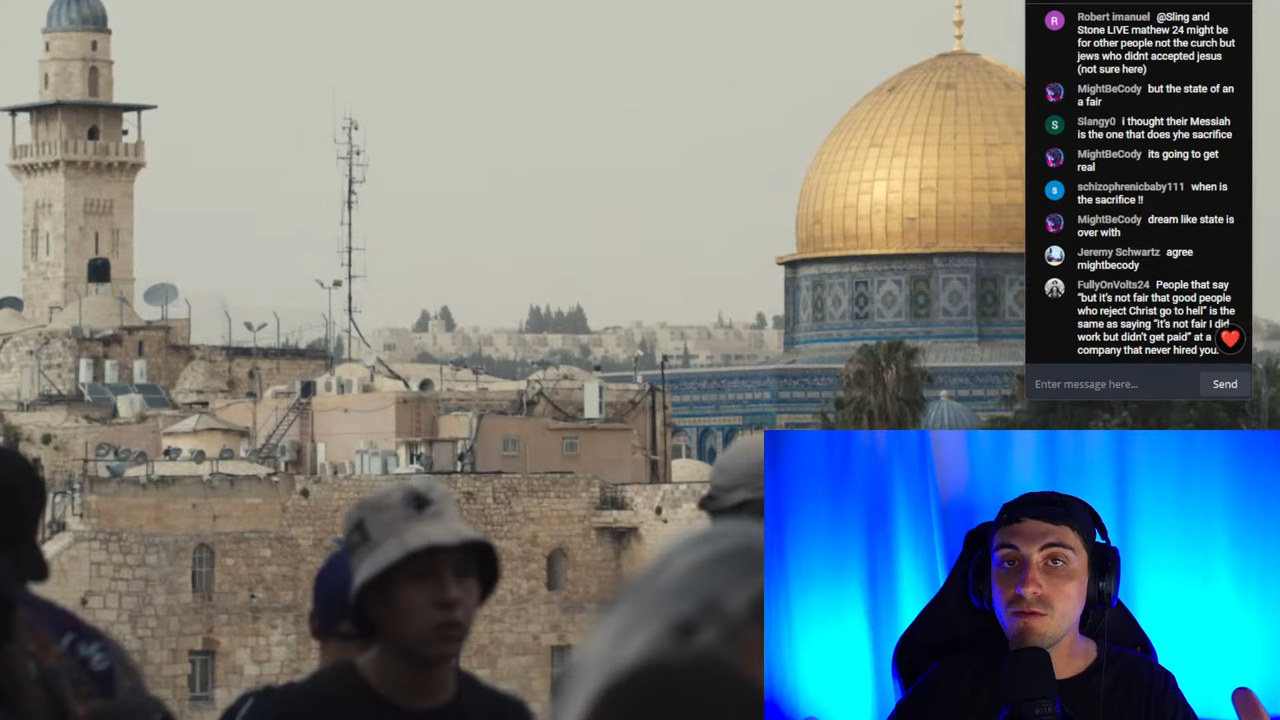 R Robert imanuel @Sling and
Stone LIVE mathew 24 might be
for other people not the curch but
jews who didnt accepted jesus
(not sure here)
MightBeCody but the state of an
a fair
S Slangy0 i thought their Messiah
is the one that does yhe sacrifice
MightBeCody its going to get
real
s schizophrenicbaby111 when is
the sacrifice !!
MightBeCody dream like state is
over with
Jeremy Schwartz agree
mightbecody
FullyOnVolts24 People that say
"but it's not fair that good people
who reject Christ go to hell" is the
same as saying "it's not fair I did
work but didn't get paid" at a
company that never hired you.
Enter message here... Send